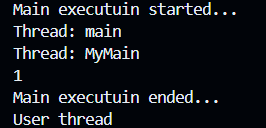 Main executuin started...
Thread: main
Thread: MyMain
1
Main executuin ended...
User thread